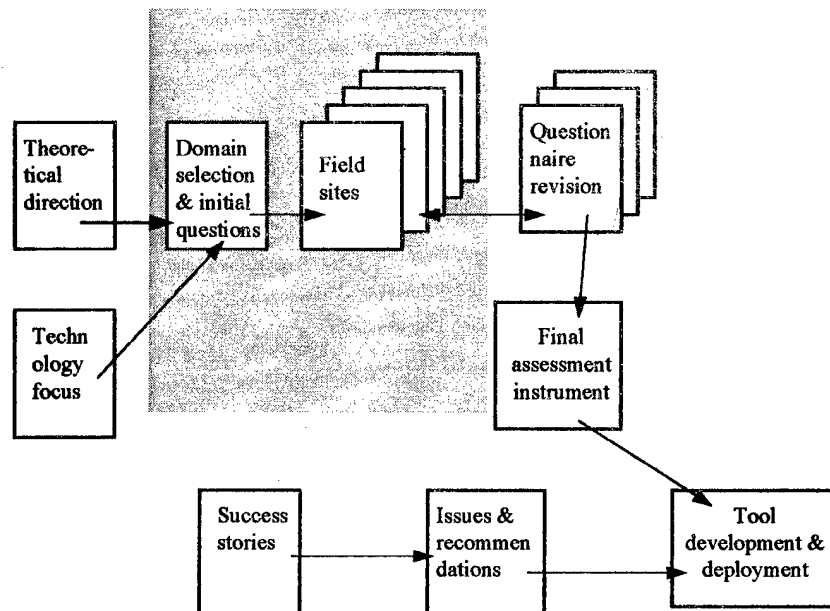 Theore-
tical
direction
Domain
selection
& initial
questions
Field
sites
Question
naire
revision
Techn
ology
focus
Final
assessment
instrument
Success
stories
Issues &
recommen
dations
Tool
development &
deployment